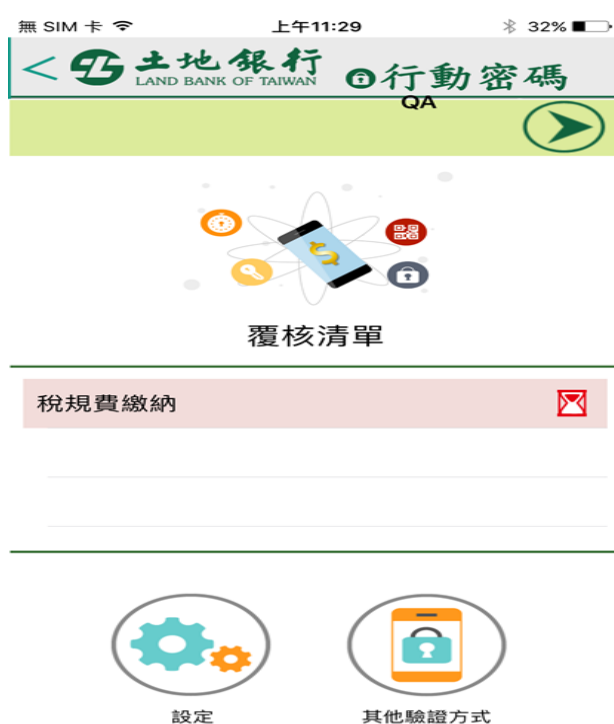 無 SIM 卡 上午11:29 32%
< 土地銀行 行動密碼
LAND BANK OF TAIWAN
QA
覆核清單
稅規費繳納
設定 其他驗證方式